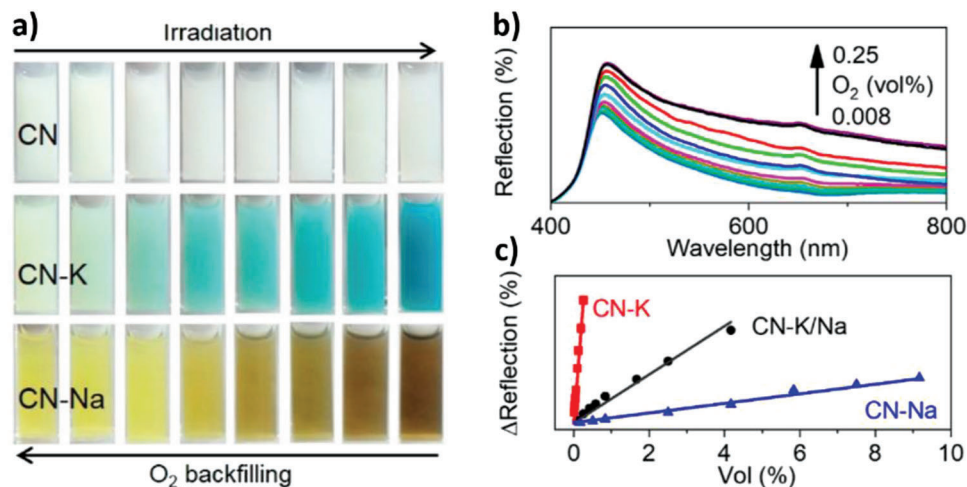 a)
Irradiation
CN
CN-K
CN-Na
O2 backfilling
b)
Reflection (%)
0.25
O2 (vol%)
0.008
400
600
800
Wavelength (nm)
c)
ΔReflection (%)
CN-K
CN-K/Na
CN-Na
0
2
4
6
8
10
Vol (%)